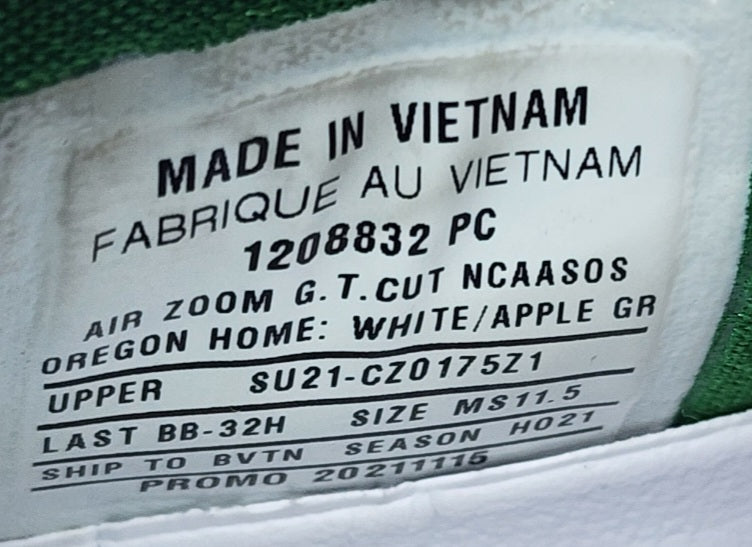 MADE IN VIETNAM
FABRIQUE AU VIETNAM
1208832 PC
AIR ZOOM G.T.CUT NCAASOS
OREGON HOME: WHITE/APPLE GR
UPPER SU21-CZ0175Z1
LAST BB-32H SIZE MS11.5
SHIP TO BVTN SEASON HO21
PROMO 20211115